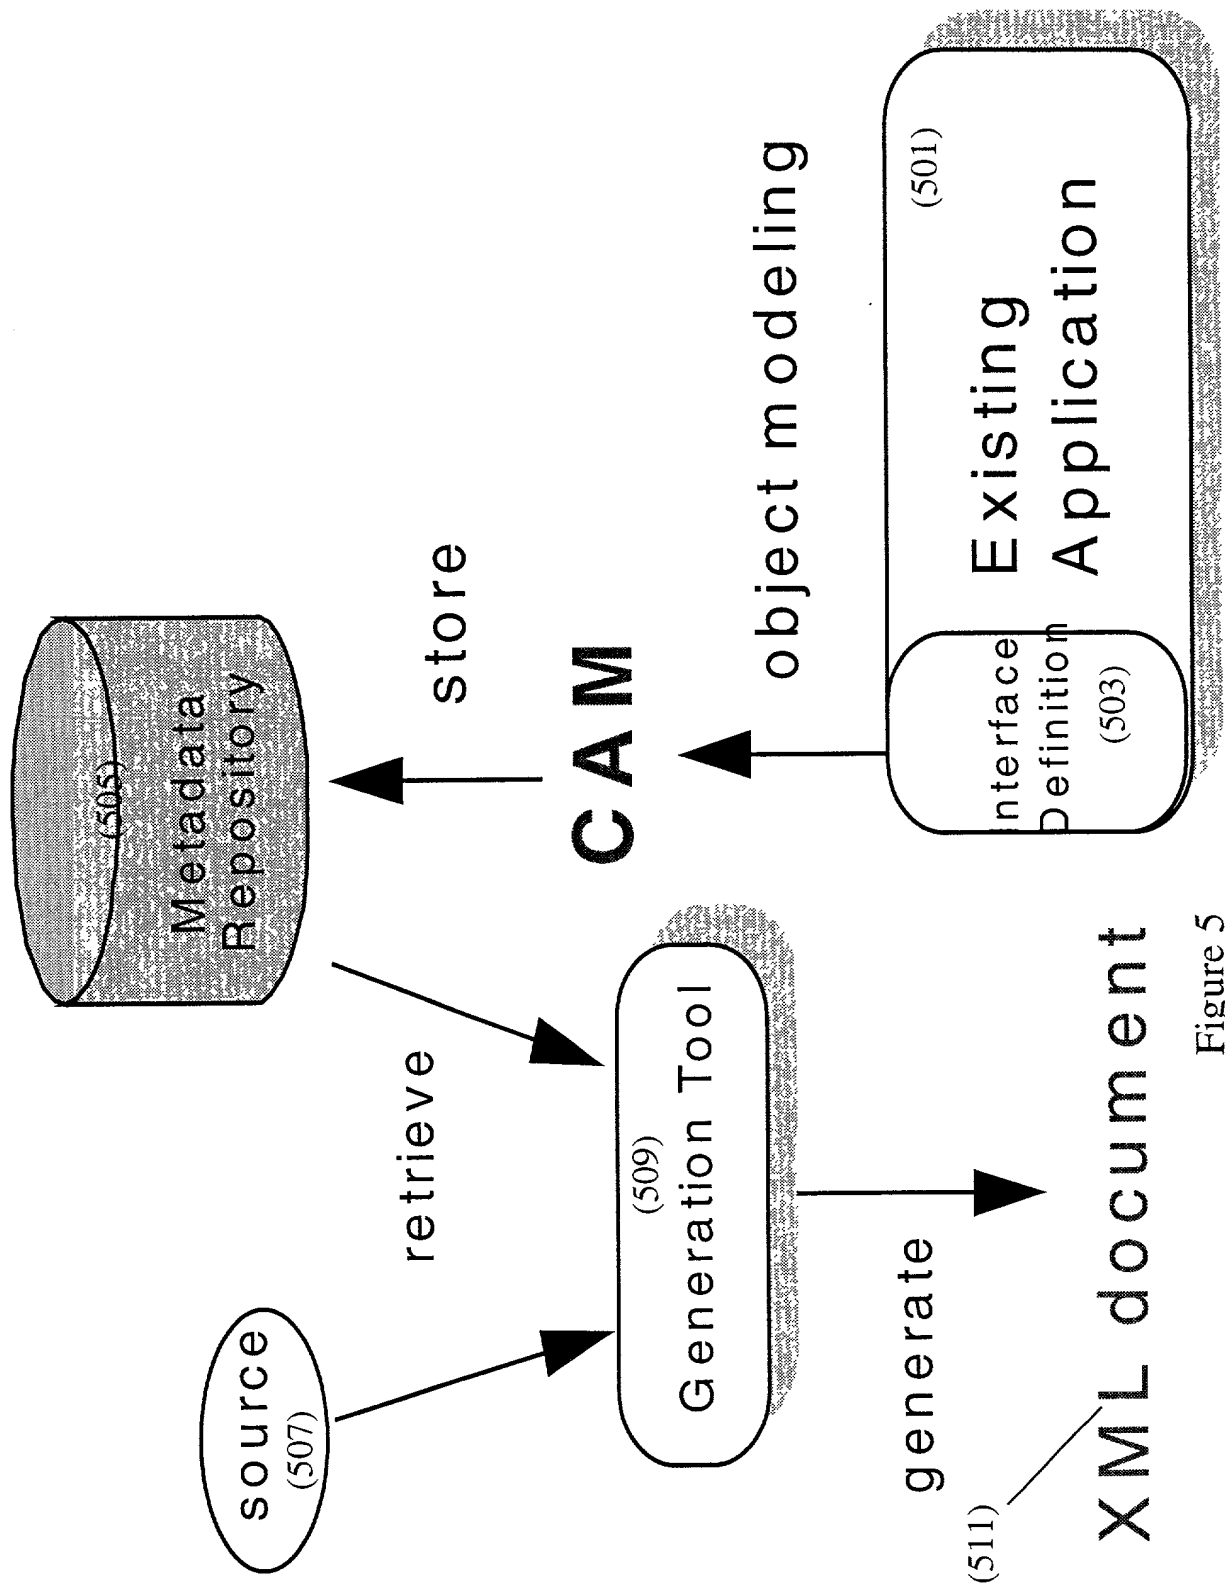 (505)
Metadata
Repository
source
(507)
retrieve
store
(509)
Generation Tool
CAM
object modeling
generate
(501)
Existing
Application
Interface
Definition
(503)
(511)
XML document
Figure 5